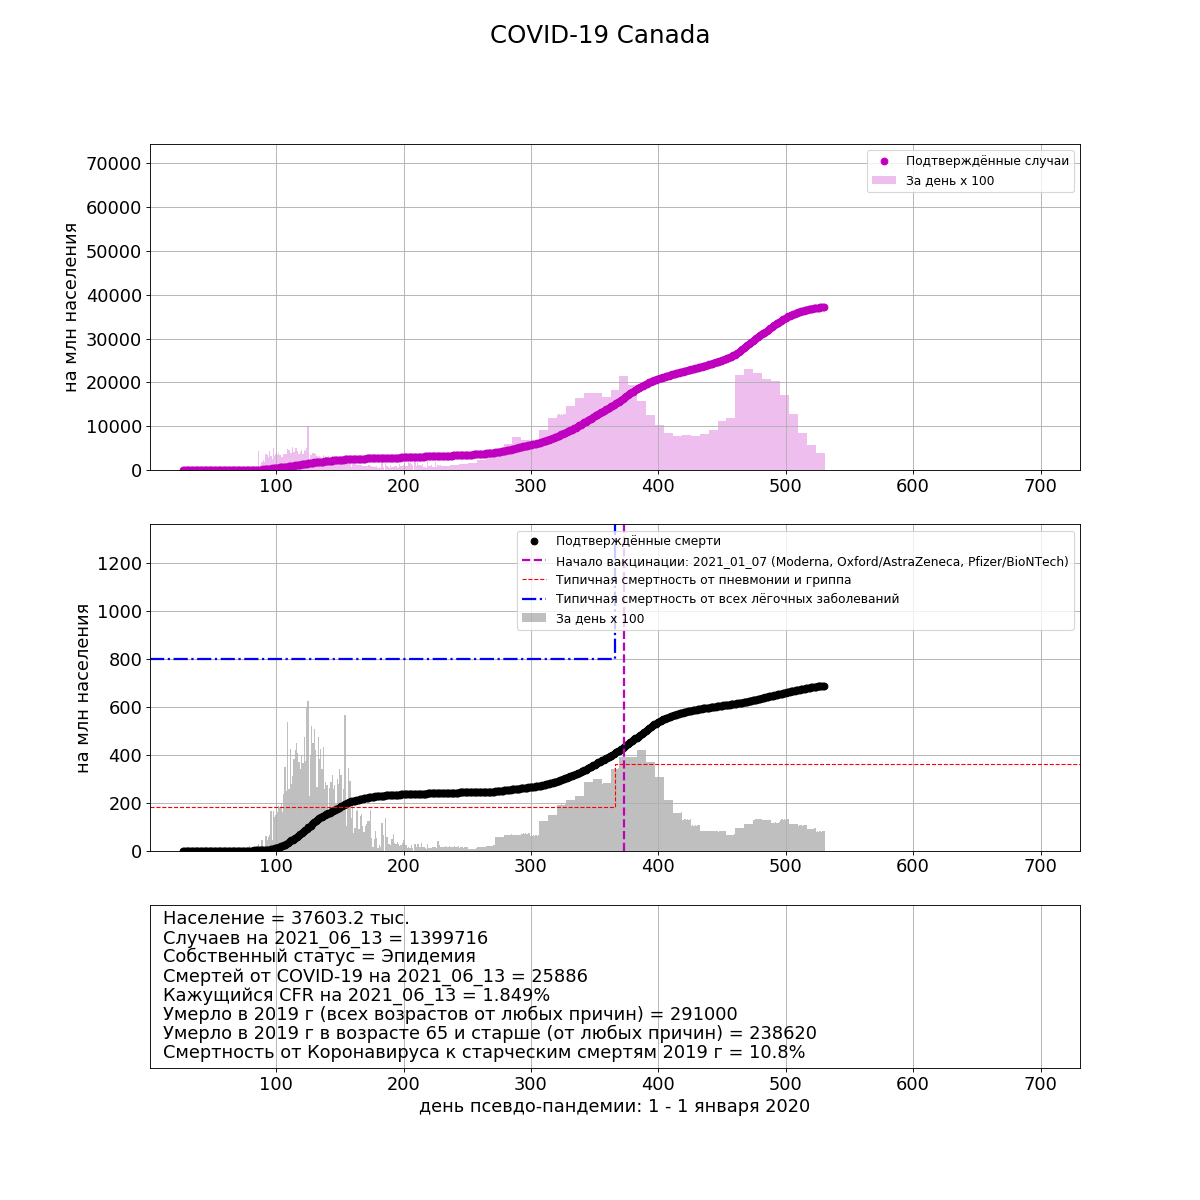 COVID-19 Canada
70000
60000
50000
40000
30000
20000
10000
0
на млн населения
Подтверждённые случаи
За день x 100
100 200 300 400 500 600 700
1200
1000
800
600
400
200
0
на млн населения
Подтверждённые смерти
Начало вакцинации: 2021_01_07 (Moderna, Oxford/AstraZeneca, Pfizer/BioNTech)
Типичная смертность от пневмонии и гриппа
Типичная смертность от всех лёгочных заболеваний
За день x 100
100 200 300 400 500 600 700
Население = 37603.2 тыс.
Случаев на 2021_06_13 = 1399716
Собственный статус = Эпидемия
Смертей от COVID-19 на 2021_06_13 = 25886
Кажущийся CFR на 2021_06_13 = 1.849%
Умерло в 2019 г (всех возрастов от любых причин) = 291000
Умерло в 2019 г в возрасте 65 и старше (от любых причин) = 238620
Смертность от Коронавируса к старческим смертям 2019 г = 10.8%
100 200 300 400 500 600 700
день псевдо-пандемии: 1 - 1 января 2020